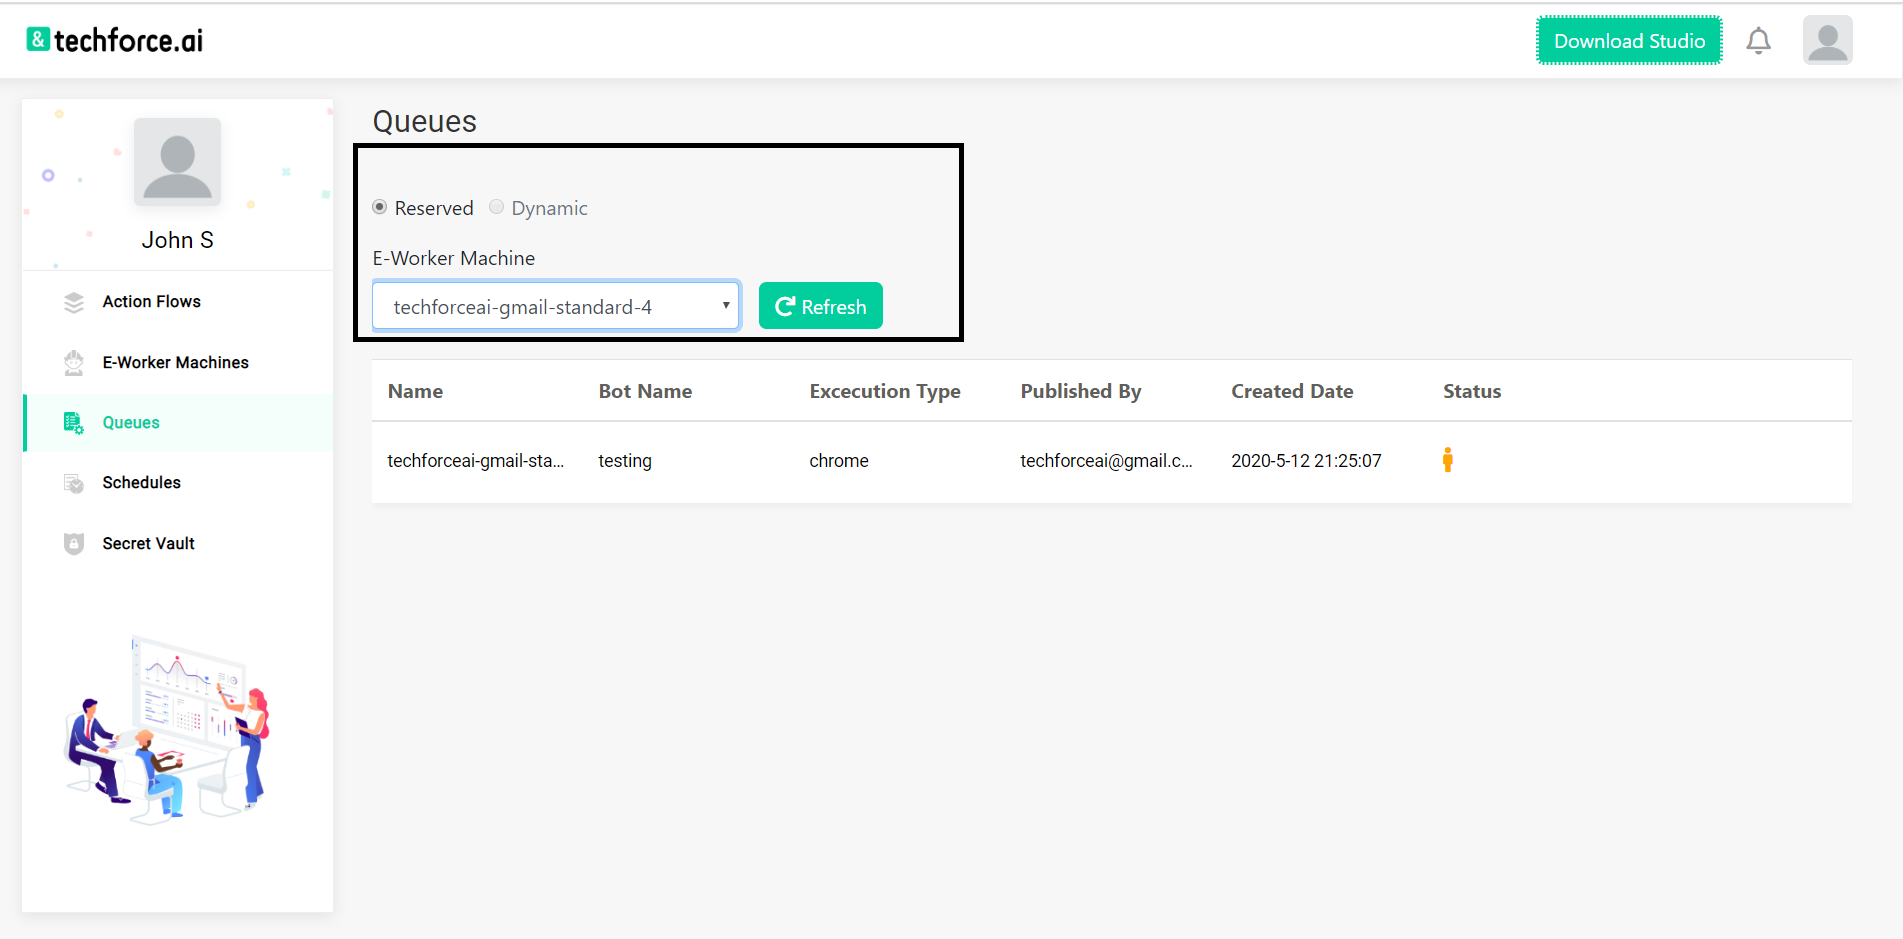 & techforce.ai
Download Studio
John S
Action Flows
E-Worker Machines
Queues
Schedules
Secret Vault
Queues
Reserved Dynamic
E-Worker Machine
techforceai-gmail-standard-4 Refresh
Name Bot Name Excecution Type Published By Created Date Status
techforceai-gmail-sta... testing chrome techforceai@gmail.c... 2020-5-12 21:25:07